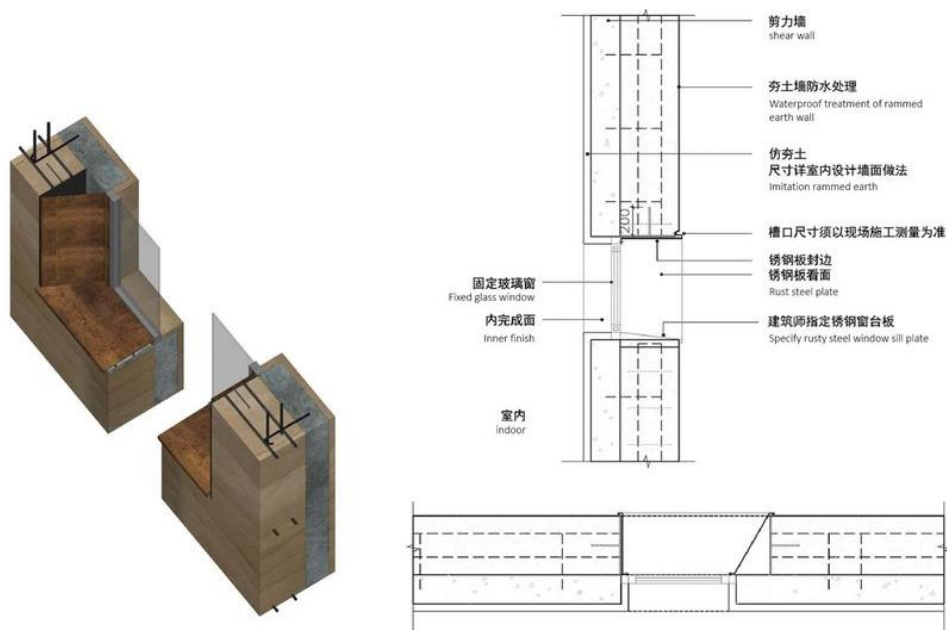 剪力墙
shear wall
夯土墙防水处理
Waterproof treatment of rammed
earth wall
仿夯土
尺寸详室内设计墙面做法
Imitation rammed earth
200
槽口尺寸须以现场施工测量为准
锈钢板封边
锈钢板看面
Rust steel plate
固定玻璃窗
Fixed glass window
内完成面
Inner finish
建筑师指定锈钢窗台板
Specify rusty steel window sill plate
室内
indoor